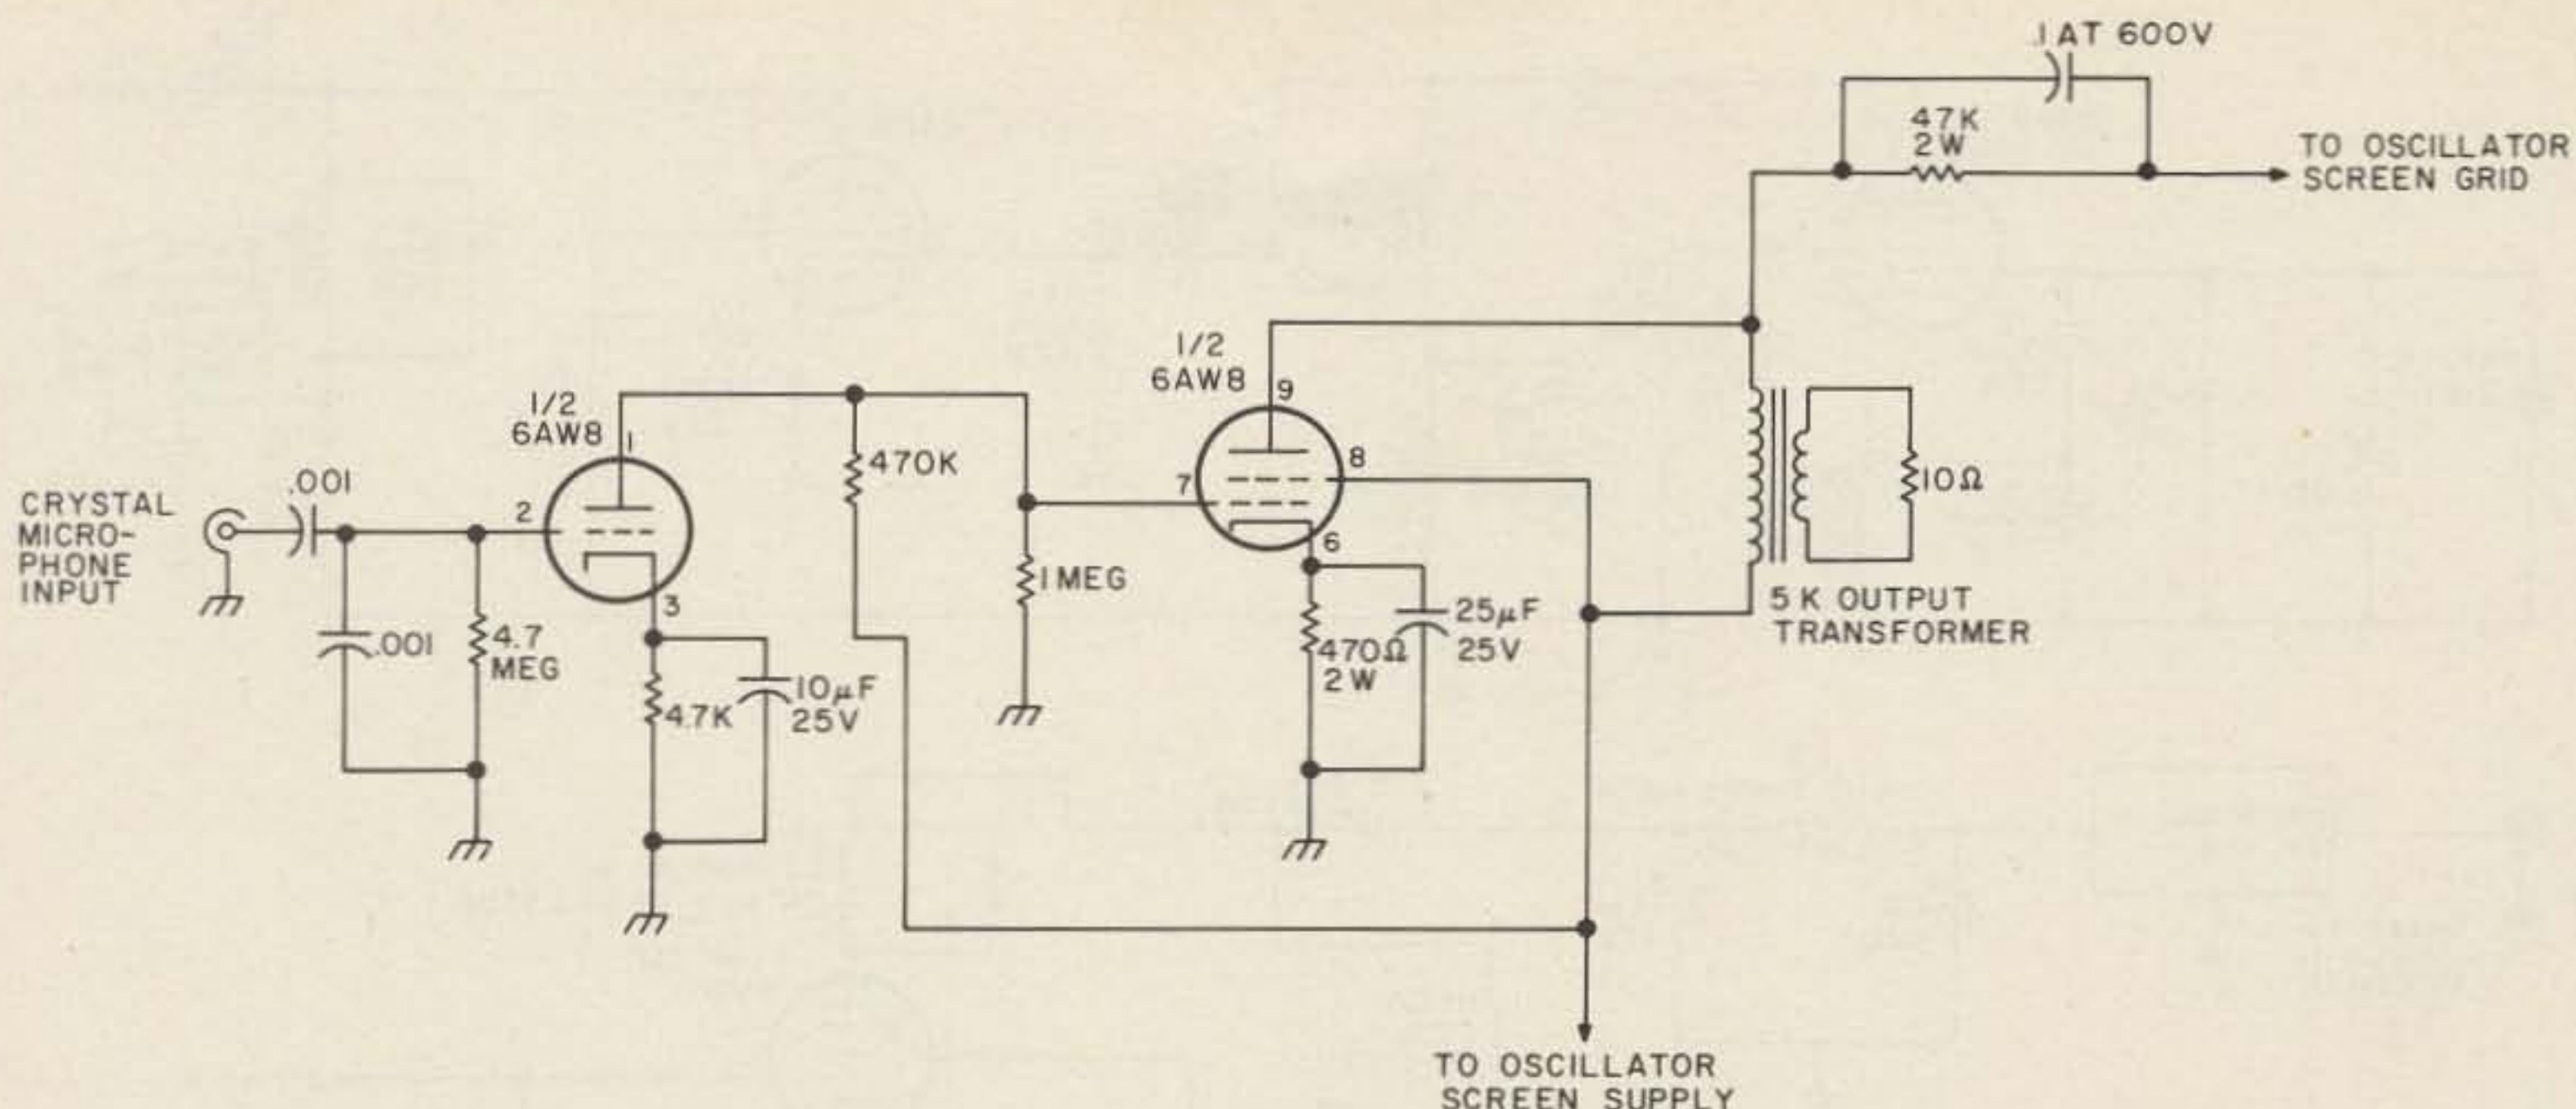 .1 AT 600V
47K
2W
TO OSCILLATOR
SCREEN GRID
1/2
6AW8
9
8
7
6
1/2
6AW8
1
2
3
CRYSTAL
MICRO-
PHONE
INPUT
.001
.001
4.7
MEG
4.7K
10μF
25V
470K
1 MEG
470Ω
2W
25μF
25V
10Ω
5K OUTPUT
TRANSFORMER
TO OSCILLATOR
SCREEN SUPPLY